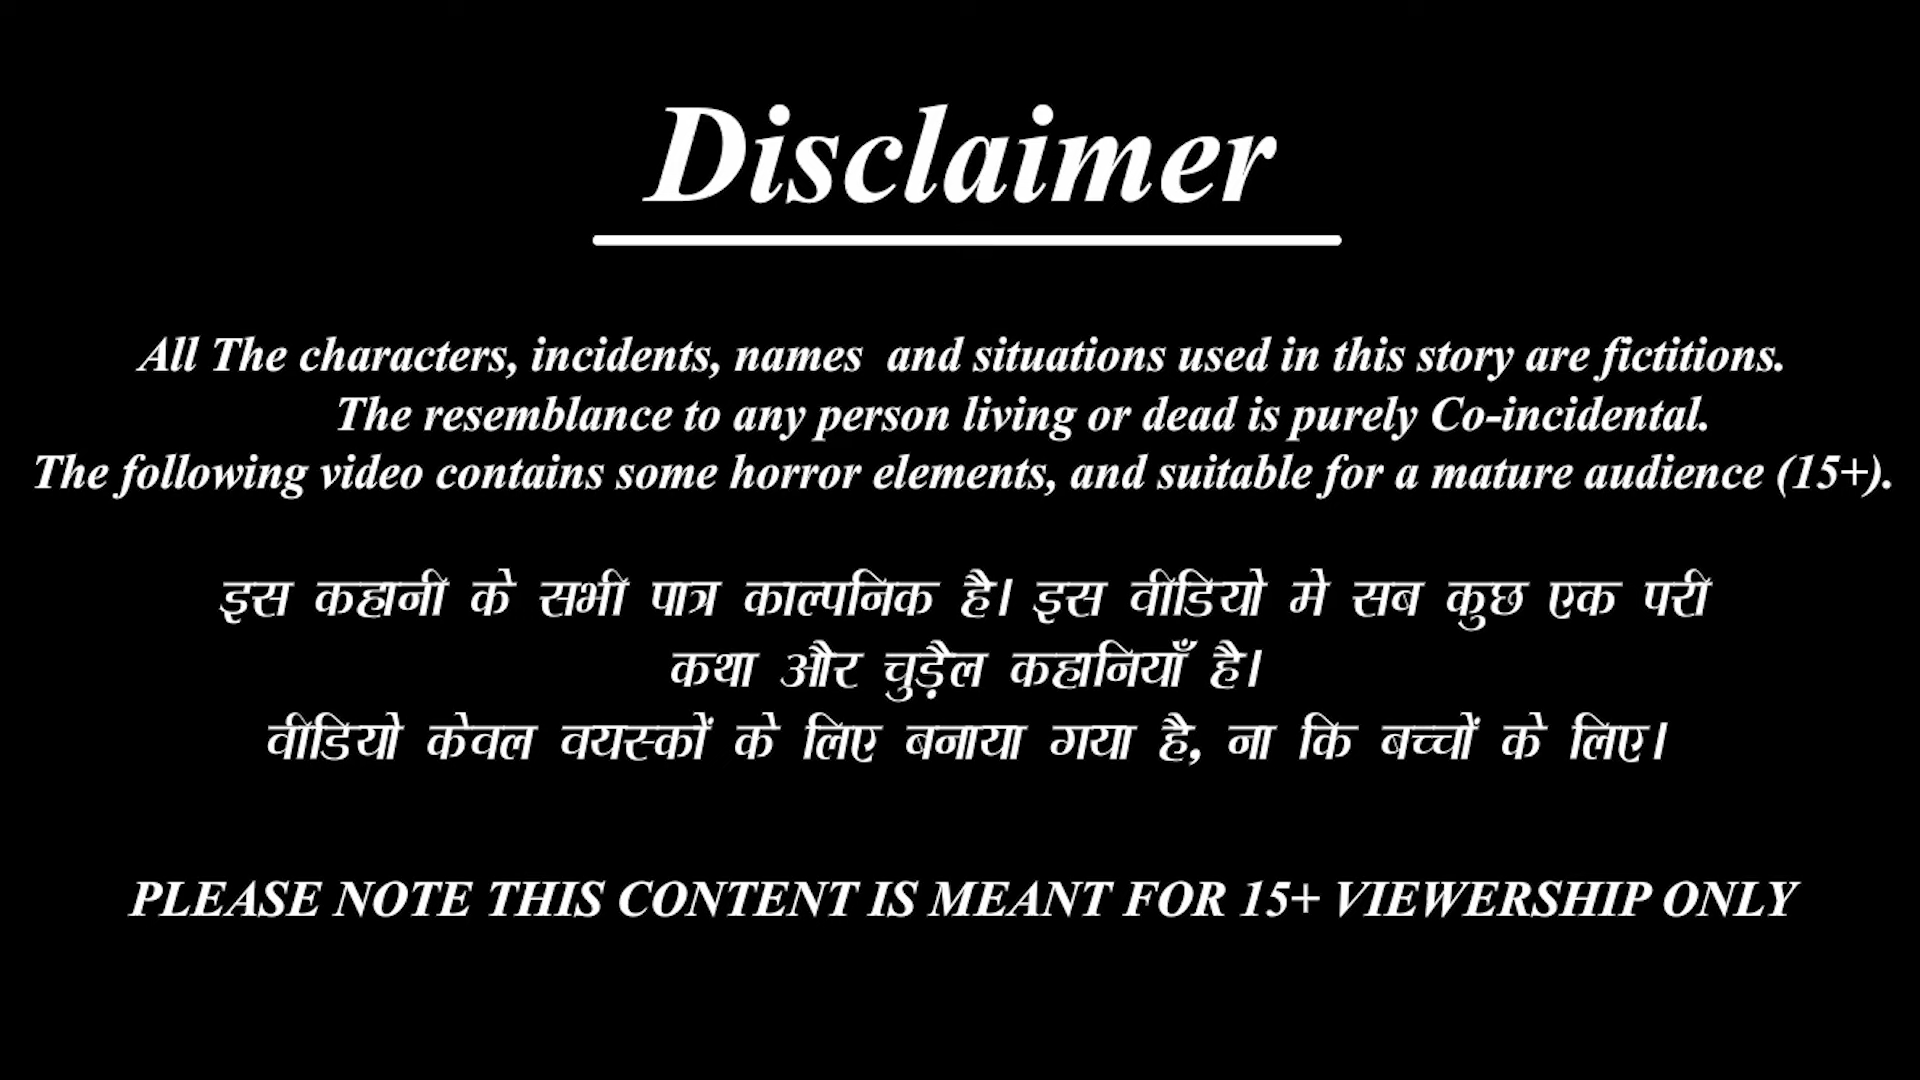 Disclaimer
All The characters, incidents, names and situations used in this story are fictitions.
The resemblance to any person living or dead is purely Co-incidental.
The following video contains some horror elements, and suitable for a mature audience (15+).
इस कहानी के सभी पात्र काल्पनिक है। इस वीडियो मे सब कुछ एक परी
कथा और चुड़ैल कहानियाँ है।
वीडियो केवल वयस्कों के लिए बनाया गया है, ना कि बच्चों के लिए।
PLEASE NOTE THIS CONTENT IS MEANT FOR 15+ VIEWERSHIP ONLY